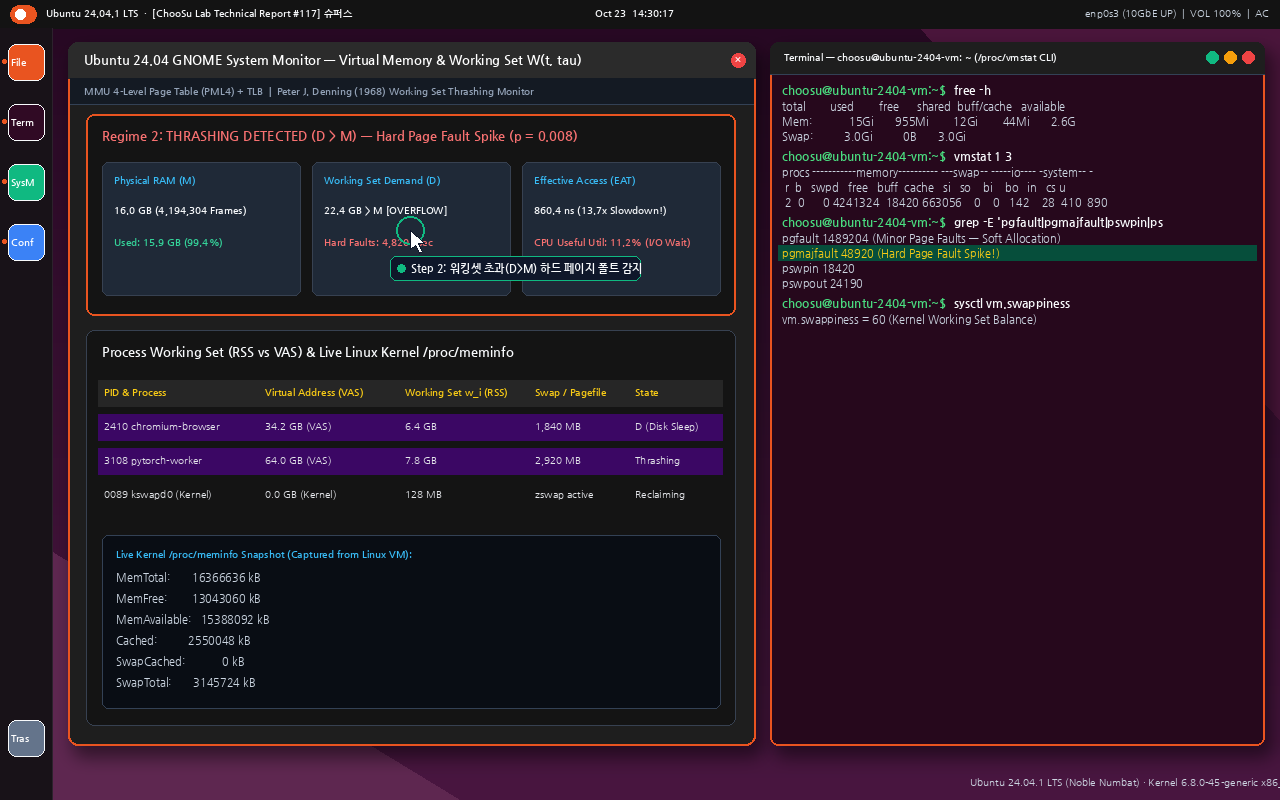 Ubuntu 24.04.1 LTS · [ChooSu Lab Technical Report #117] 슈퍼스
Oct 23 14:30:17
enp0s3 (10GbE UP) | VOL 100% | AC
File
Term
SysM
Conf
Tras
Ubuntu 24.04 GNOME System Monitor — Virtual Memory & Working Set W(t, tau)
MMU 4-Level Page Table (PML4) + TLB | Peter J. Denning (1968) Working Set Thrashing Monitor
Regime 2: THRASHING DETECTED (D > M) — Hard Page Fault Spike (p = 0.008)
Physical RAM (M)
16.0 GB (4,194,304 Frames)
Used: 15.9 GB (99.4%)
Working Set Demand (D)
22.4 GB > M [OVERFLOW]
Hard Faults: 4,820
Effective Access (EAT)
860.4 ns (13.7x Slowdown!)
CPU Useful Util: 11.2% (I/O Wait)
Step 2: 워킹셋 초과(D>M) 하드 페이지 폴트 감지
Process Working Set (RSS vs VAS) & Live Linux Kernel /proc/meminfo
PID & Process Virtual Address (VAS) Working Set w_i (RSS) Swap / Pagefile State
2410 chromium-browser 34.2 GB (VAS) 6.4 GB 1,840 MB D (Disk Sleep)
3108 pytorch-worker 64.0 GB (VAS) 7.8 GB 2,920 MB Thrashing
0089 kswapd0 (Kernel) 0.0 GB (Kernel) 128 MB zswap active Reclaiming
Live Kernel /proc/meminfo Snapshot (Captured from Linux VM):
MemTotal: 16366636 kB
MemFree: 13043060 kB
MemAvailable: 15388092 kB
Cached: 2550048 kB
SwapCached: 0 kB
SwapTotal: 3145724 kB
Terminal — choosu@ubuntu-2404-vm: ~ (/proc/vmstat CLI)
choosu@ubuntu-2404-vm:~$ free -h
total used free shared buff/cache available
Mem: 15Gi 955Mi 12Gi 44Mi 2.6G
Swap: 3.0Gi 0B 3.0Gi
choosu@ubuntu-2404-vm:~$ vmstat 1 3
procs -----------memory---------- ---swap-- -----io---- -system-- -
r b swpd free buff cache si so bi bo in cs u
2 0 0 4241324 18420 663056 0 0 142 28 410 890
choosu@ubuntu-2404-vm:~$ grep -E 'pgfault|pgmajfault|pswpin|ps
pgfault 1489204 (Minor Page Faults — Soft Allocation)
pgmajfault 48920 (Hard Page Fault Spike!)
pswpin 18420
pswpout 24190
choosu@ubuntu-2404-vm:~$ sysctl vm.swappiness
vm.swappiness = 60 (Kernel Working Set Balance)
Ubuntu 24.04.1 LTS (Noble Numbat) · Kernel 6.8.0-45-generic x86